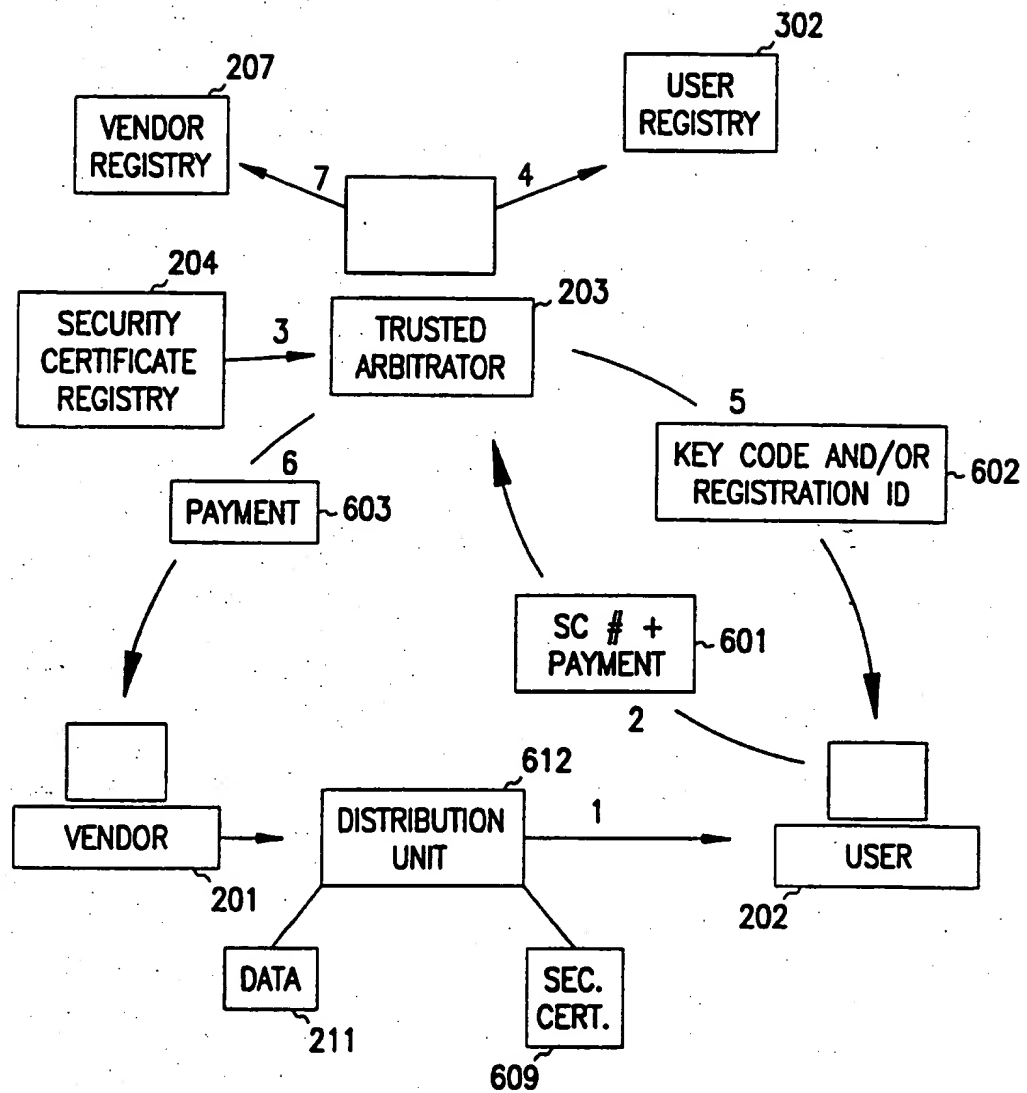 302
207
USER
REGISTRY
VENDOR
REGISTRY
7
4
204
203
SECURITY
CERTIFICATE
REGISTRY
3
TRUSTED
ARBITRATOR
5
6
KEY CODE AND/OR
REGISTRATION ID
602
PAYMENT
603
SC # +
PAYMENT
601
2
612
DISTRIBUTION
UNIT
1
VENDOR
201
USER
202
DATA
211
SEC.
CERT.
609